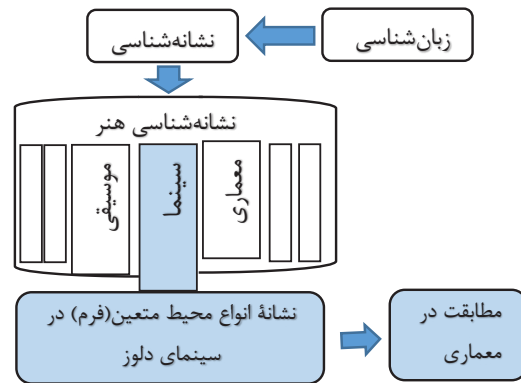 زبان‌شناسی
نشانه‌شناسی
نشانه‌شناسی هنر
معماری
سینما
موسیقی
نشانهٔ انواع محیط متعین(فرم) در
سینمای دلوز
مطابقت در
معماری